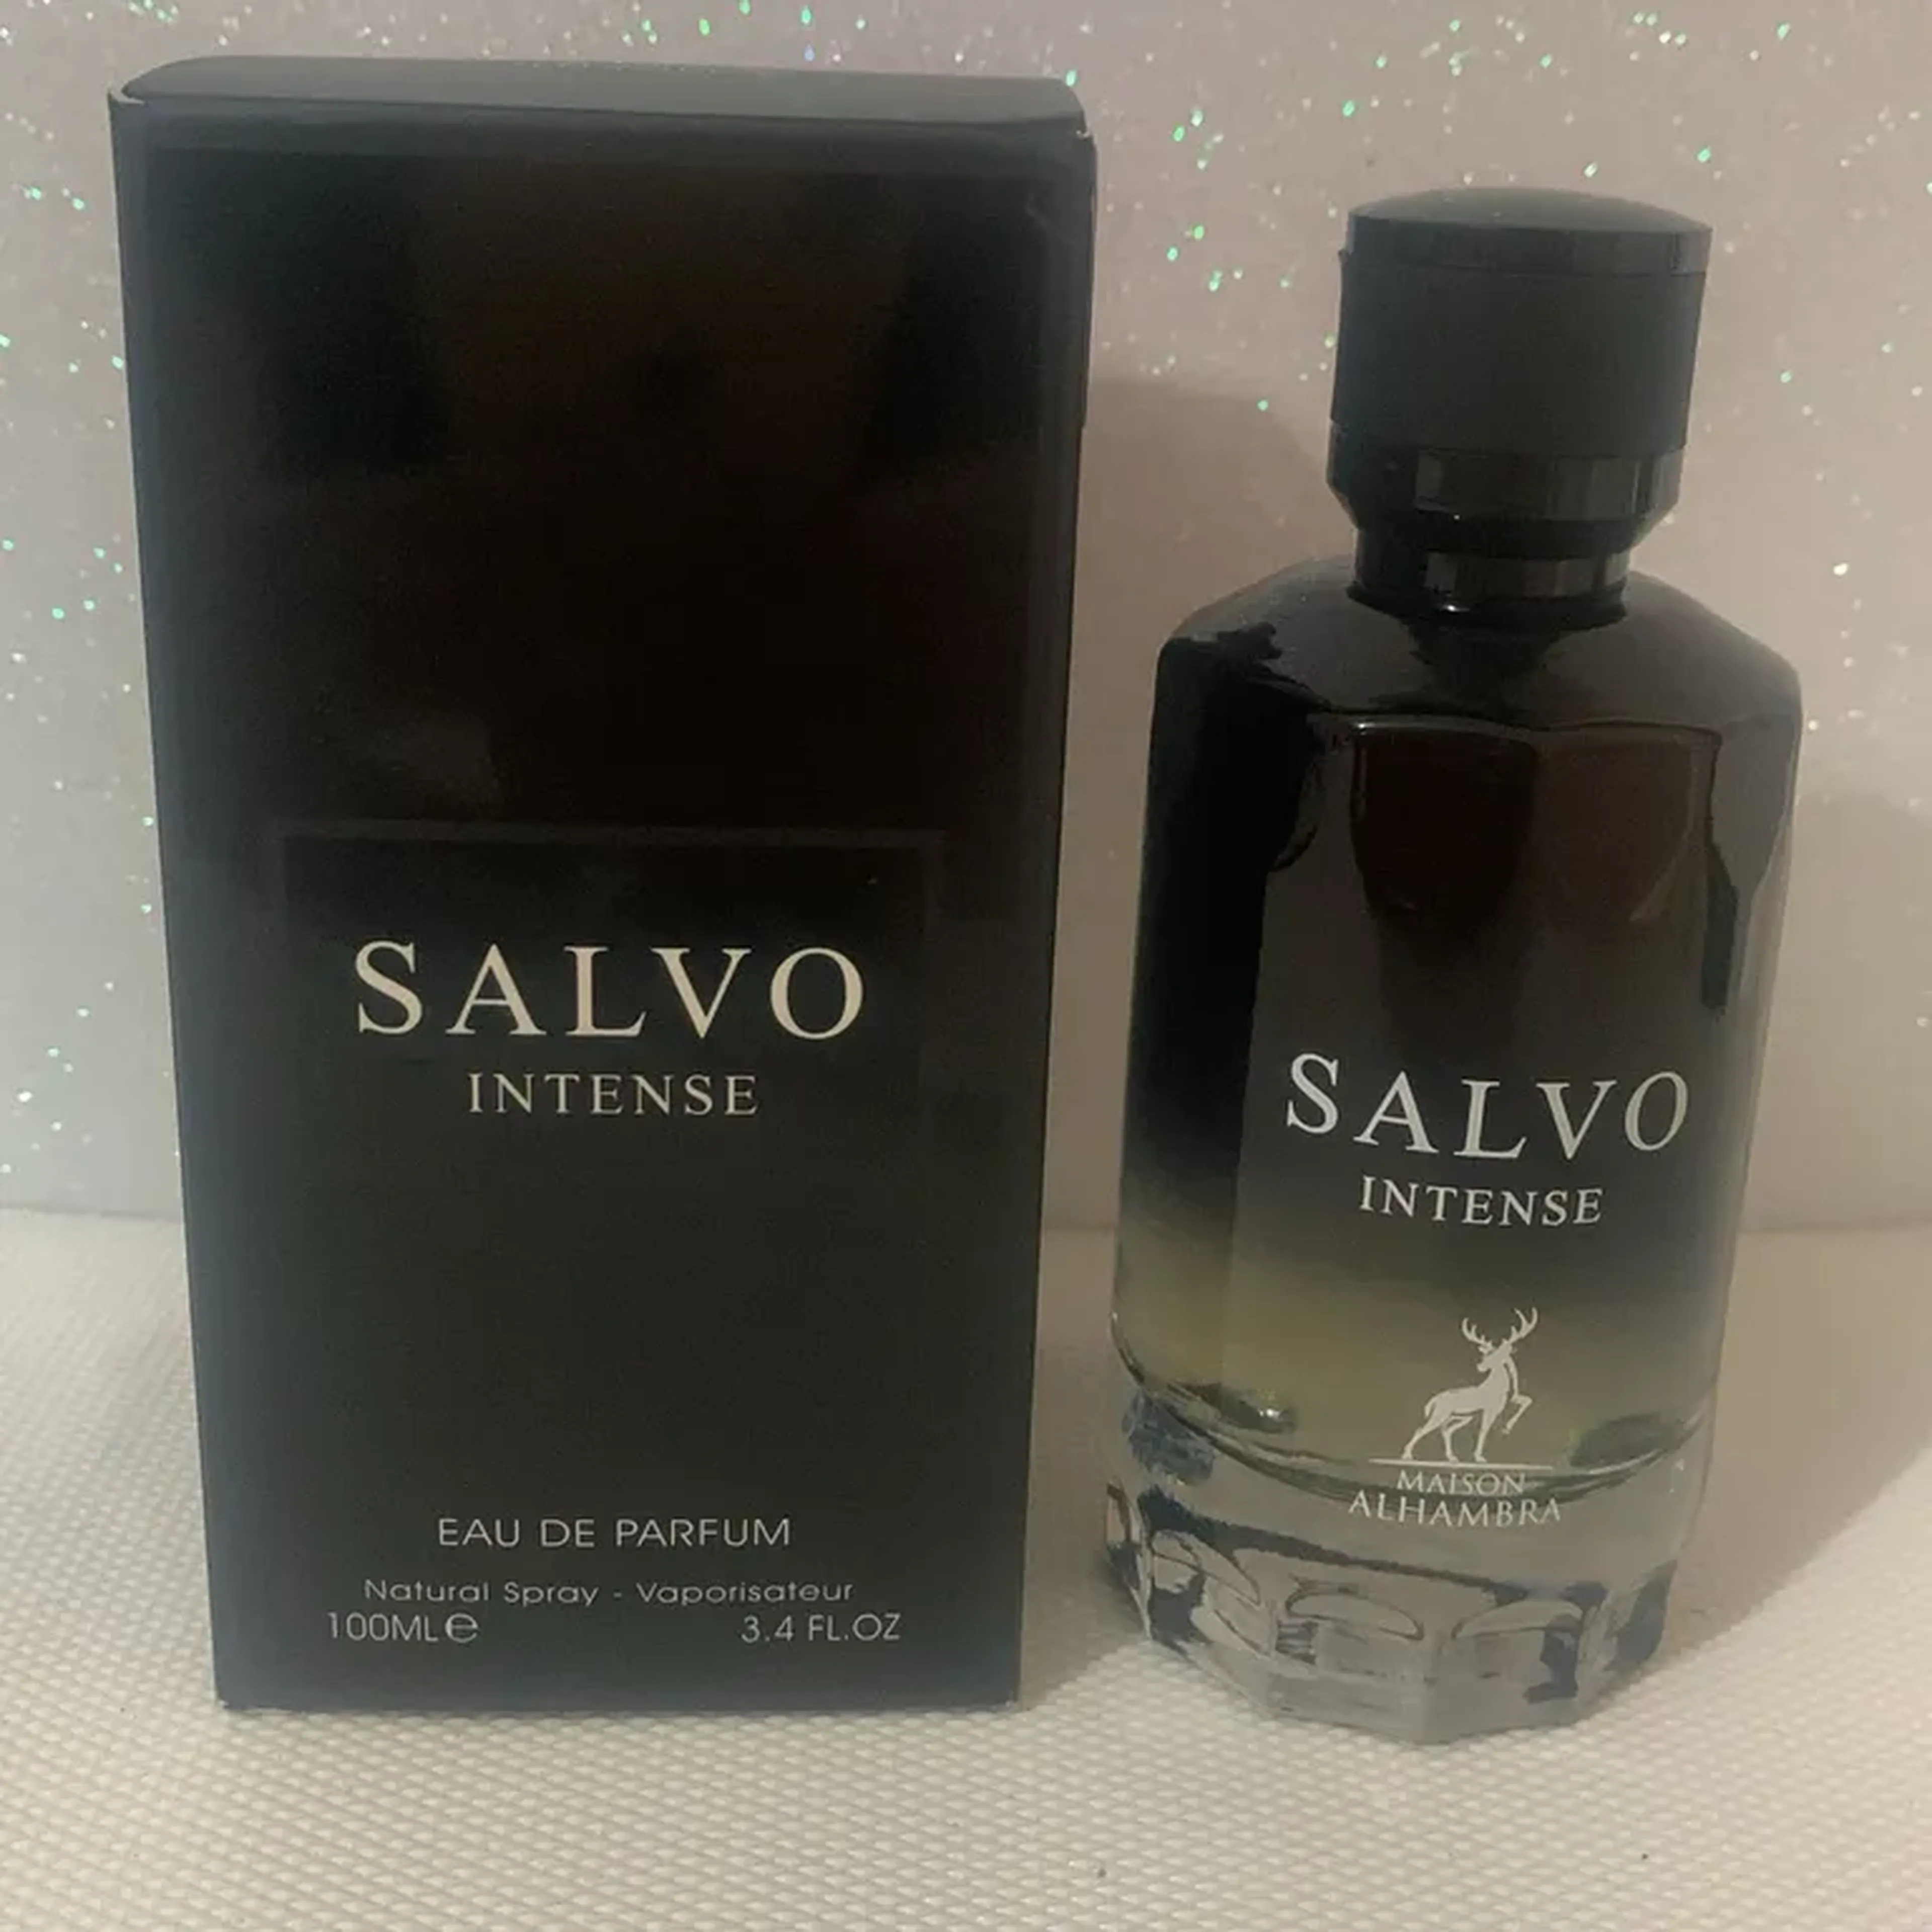 SALVO
INTENSE
EAU DE PARFUM
Natural Spray - Vaporisateur
100ML℮ 3.4 FL.OZ
SALVO
INTENSE
MAISON
ALHAMBRA